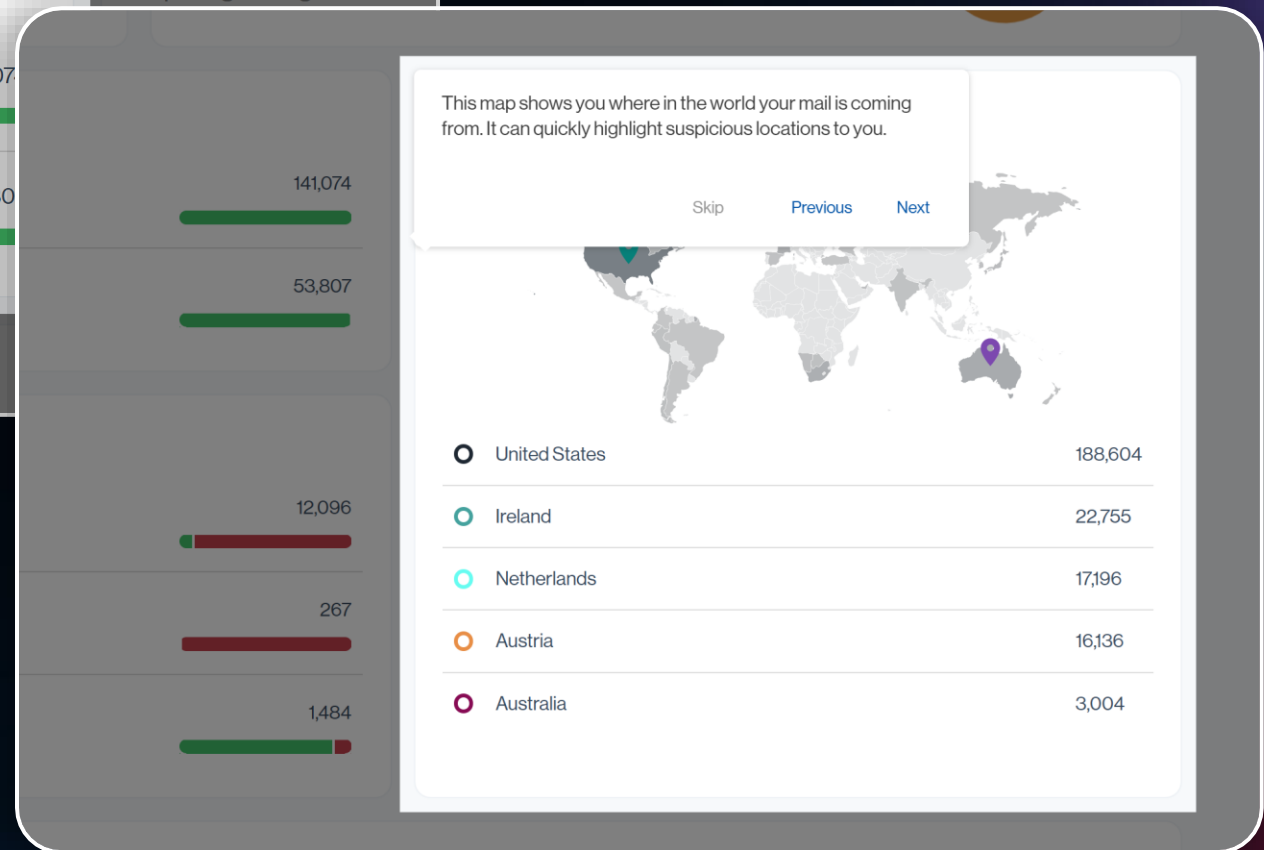 This map shows you where in the world your mail is coming
from. It can quickly highlight suspicious locations to you.
Skip Previous Next
141,074
53,807
12,096
267
1,484
United States 188,604
Ireland 22,755
Netherlands 17,196
Austria 16,136
Australia 3,004